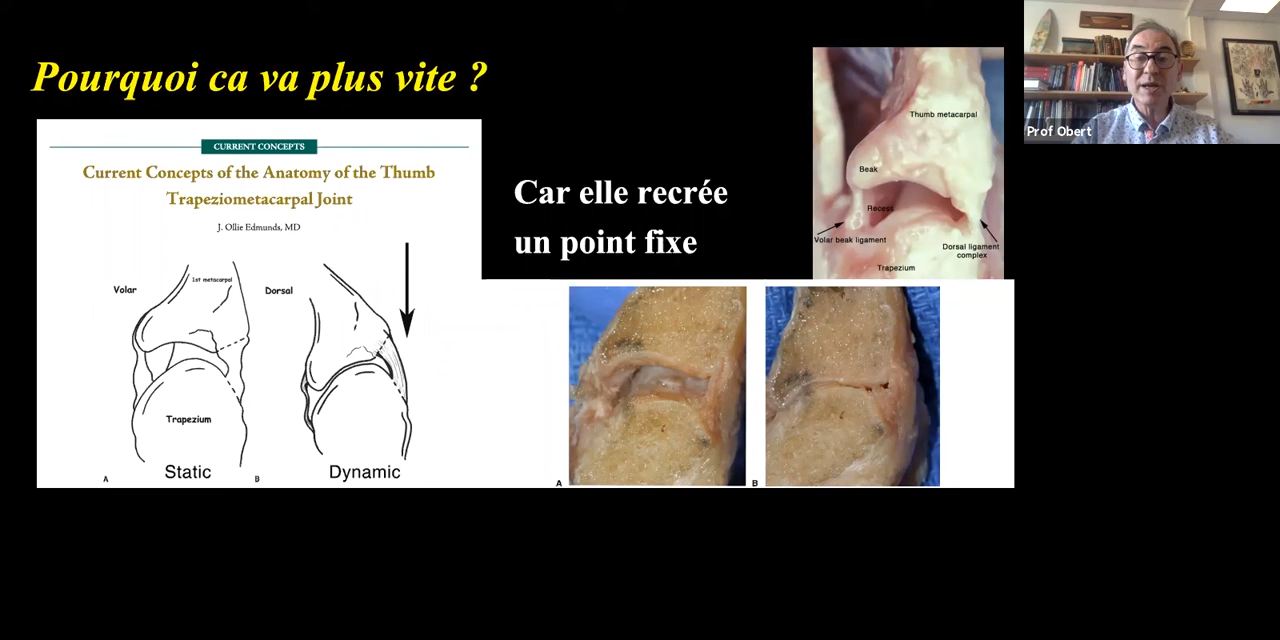 Pourquoi ca va plus vite ?
CURRENT CONCEPTS
Current Concepts of the Anatomy of the Thumb
Trapeziometacarpal Joint
J. Ollie Edmunds, MD
Volar
1st metacarpal
Dorsal
Trapezium
A
Static
B
Dynamic
Car elle recrée
un point fixe
Thumb metacarpal
Beak
Recess
Volar beak ligament
Dorsal ligament
complex
Trapezium
A
B
Prof Obert